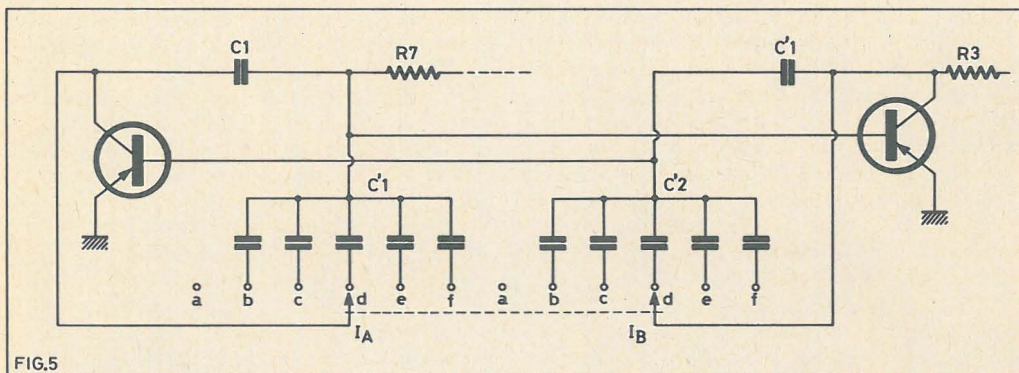 C1
R7
C'1
R3
C'1
C'2
a b c d e f a b c d e f
IA IB
FIG.5